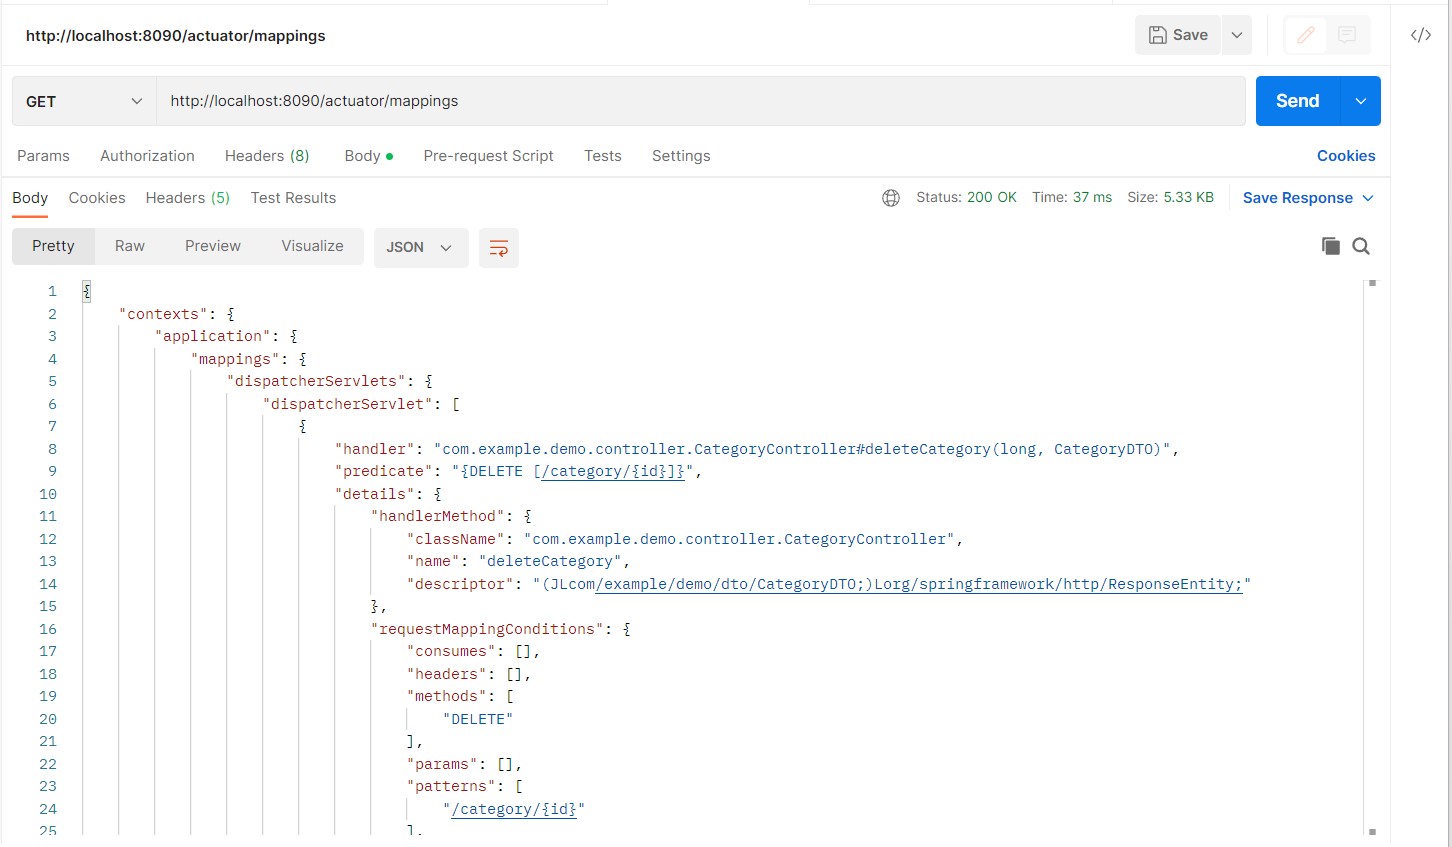 http://localhost:8090/actuator/mappings
Save
</>
GET
http://localhost:8090/actuator/mappings
Send
Params Authorization Headers (8) Body Pre-request Script Tests Settings Cookies
Body Cookies Headers (5) Test Results Status: 200 OK Time: 37 ms Size: 5.33 KB Save Response
Pretty Raw Preview Visualize JSON
1 {
2 "contexts": {
3 "application": {
4 "mappings": {
5 "dispatcherServlets": {
6 "dispatcherServlet": [
7 {
8 "handler": "com.example.demo.controller.CategoryController#deleteCategory(long, CategoryDTO)",
9 "predicate": "{DELETE [/category/{id}]}",
10 "details": {
11 "handlerMethod": {
12 "className": "com.example.demo.controller.CategoryController",
13 "name": "deleteCategory",
14 "descriptor": "(JLcom/example/demo/dto/CategoryDTO;)Lorg/springframework/http/ResponseEntity;"
15 },
16 "requestMappingConditions": {
17 "consumes": [],
18 "headers": [],
19 "methods": [
20 "DELETE"
21 ],
22 "params": [],
23 "patterns": [
24 "/category/{id}"
25 ],